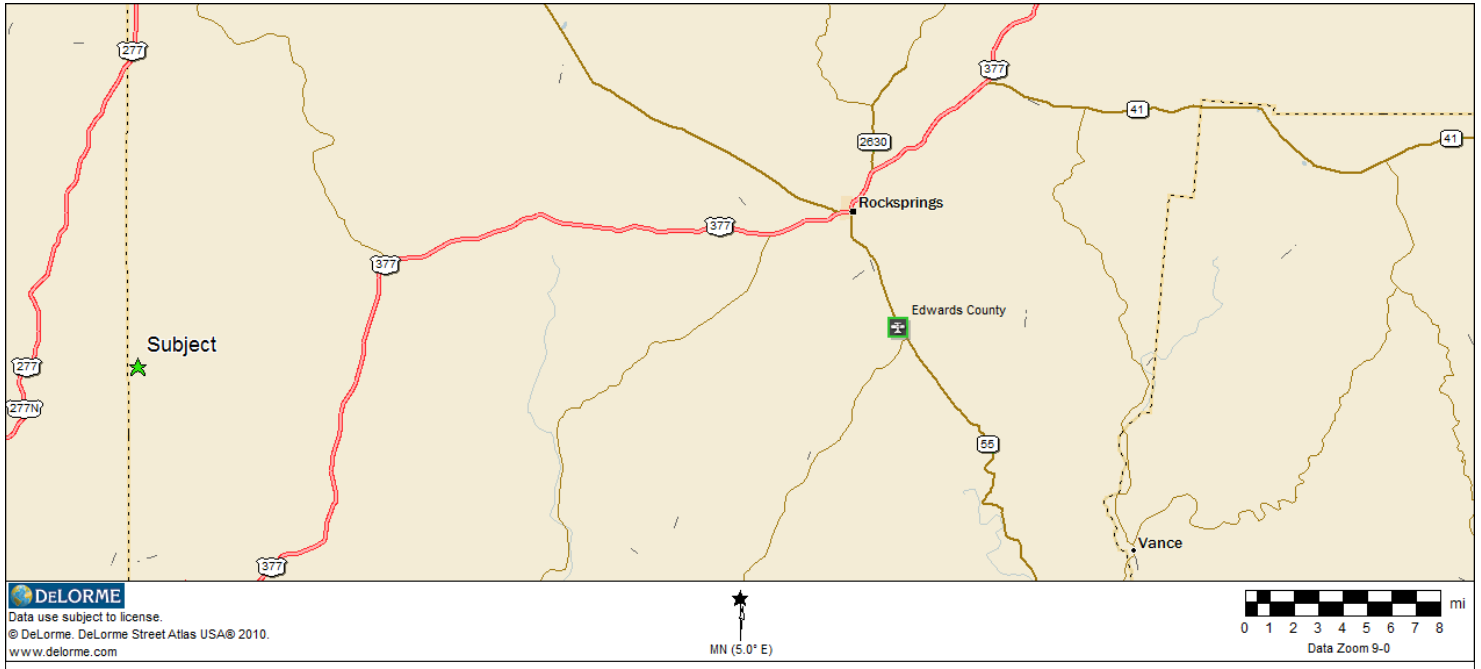 277
377
41
41
2630
Rocksprings
377
377
Edwards County
Subject
277
277N
55
Vance
377
DELORME
Data use subject to license.
© DeLorme. DeLorme Street Atlas USA® 2010.
www.delorme.com
MN (5.0° E)
mi
0 1 2 3 4 5 6 7 8
Data Zoom 9-0